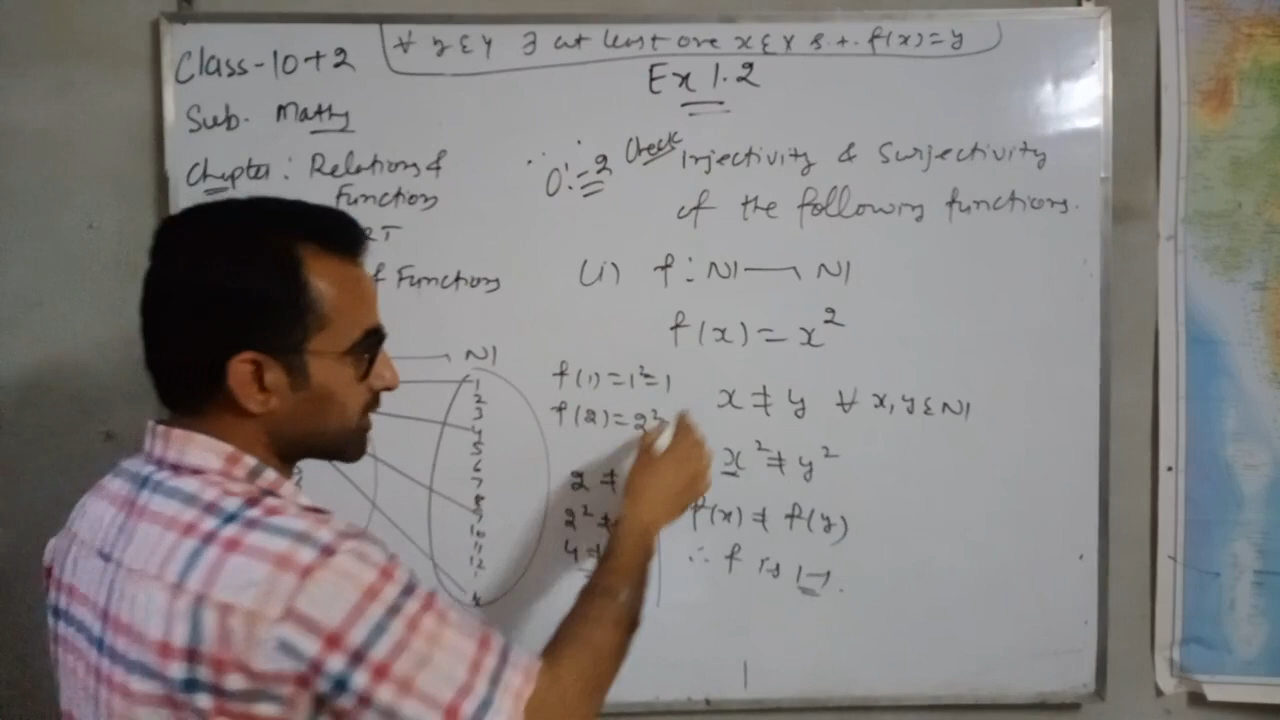 ∀ y ε Y ∃ at least one x ε X s.t. f(x) = y
Class-10+2
Ex 1.2
Sub. Maths
Chapter : Relations &
Function
RT
f Functions
Q:-2 Check Injectivity & Surjectivity
of the following functions.
(i) f : N → N
f(x) = x²
N
1
2
3
4
5
6
7
8
9
10
11
12
x
f(1) = 1² = 1
f(2) = 2²
2 ≠
2² ≠
4 ≠
x ≠ y ∀ x, y ε N
x² ≠ y²
f(x) ≠ f(y)
∴ f is 1-1.